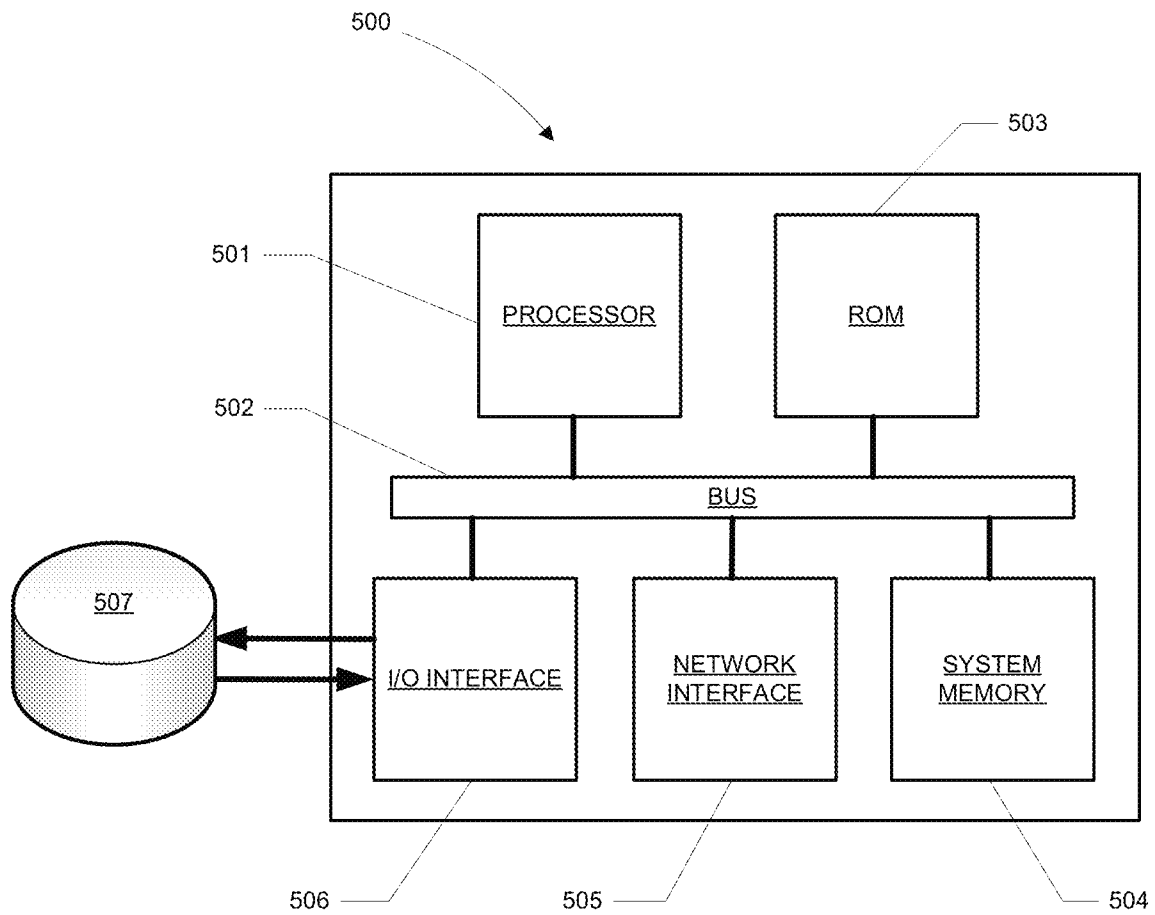 500
503
501
PROCESSOR
ROM
502
BUS
507
I/O INTERFACE
NETWORK
INTERFACE
SYSTEM
MEMORY
506
505
504